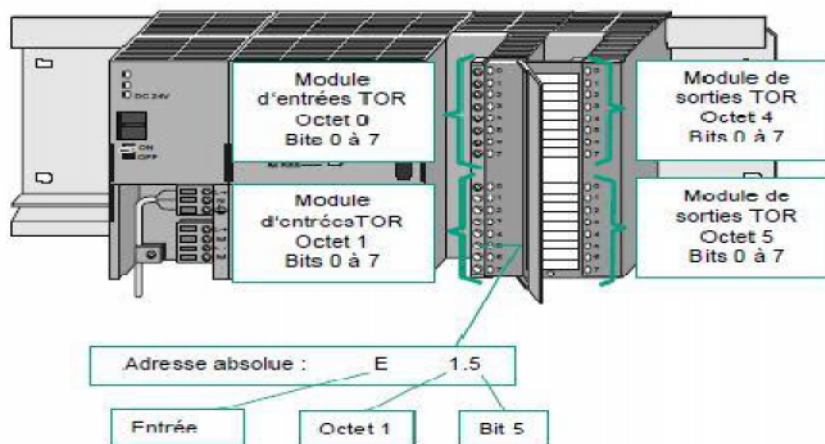 DC 24V
ON
OFF
Module
d'entrées TOR
Octet 0
Bits 0 à 7
Module de
sorties TOR
Octet 4
Bits 0 à 7
Module
d'entréesTOR
Octet 1
Bits 0 à 7
Module de
sorties TOR
Octet 5
Bits 0 à 7
Adresse absolue : E 1.5
Entrée Octet 1 Bit 5